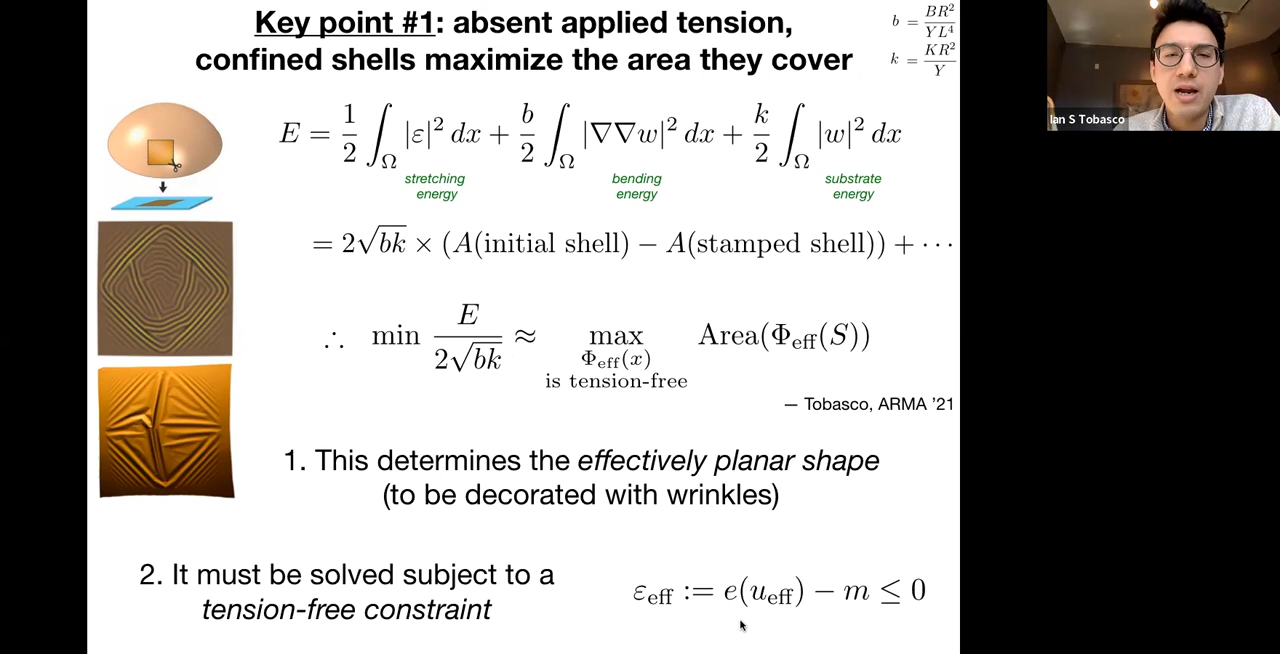 Key point #1: absent applied tension,
confined shells maximize the area they cover
b = BR²/YL⁴
k = KR²/Y
E = 1/2 ∫_Ω |ε|² dx + b/2 ∫_Ω |∇∇w|² dx + k/2 ∫_Ω |w|² dx
stretching energy
bending energy
substrate energy
= 2√bk × (A(initial shell) − A(stamped shell)) + ···
∴ min E/2√bk ≈ max Area(Φeff(S))
Φeff(x)
is tension-free
— Tobasco, ARMA '21
1. This determines the effectively planar shape
(to be decorated with wrinkles)
2. It must be solved subject to a
tension-free constraint
εeff := e(ueff) − m ≤ 0
Ian S Tobasco